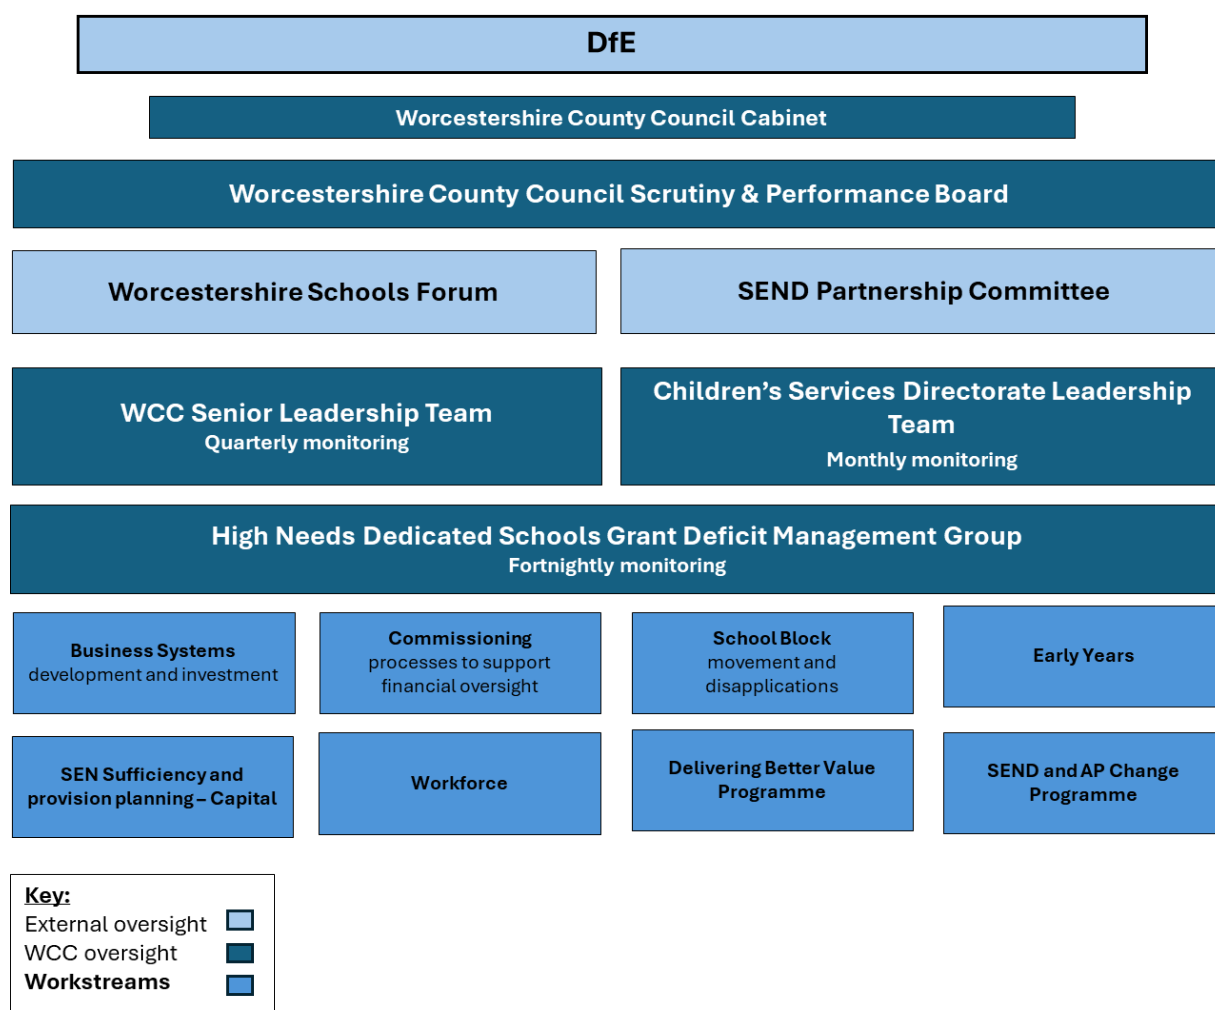 DfE
Worcestershire County Council Cabinet
Worcestershire County Council Scrutiny & Performance Board
Worcestershire Schools Forum
SEND Partnership Committee
WCC Senior Leadership Team
Quarterly monitoring
Children’s Services Directorate Leadership
Team
Monthly monitoring
High Needs Dedicated Schools Grant Deficit Management Group
Fortnightly monitoring
Business Systems
development and investment
Commissioning
processes to support
financial oversight
School Block
movement and
disapplications
Early Years
SEN Sufficiency and
provision planning – Capital
Workforce
Delivering Better Value
Programme
SEND and AP Change
Programme
Key:
External oversight
WCC oversight
Workstreams